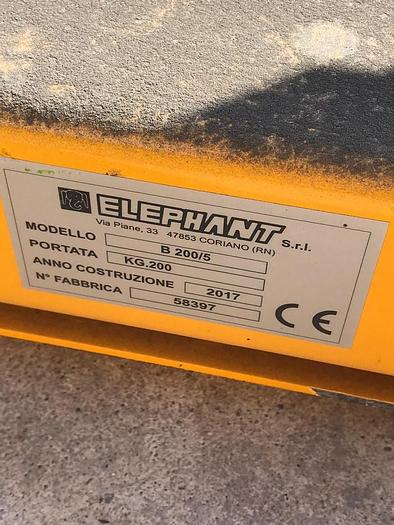 ELEPHANT S.r.l.
Via Piane, 33 47853 CORIANO (RN)
MODELLO B 200/5
PORTATA KG.200
ANNO COSTRUZIONE 2017
N° FABBRICA 58397
CE